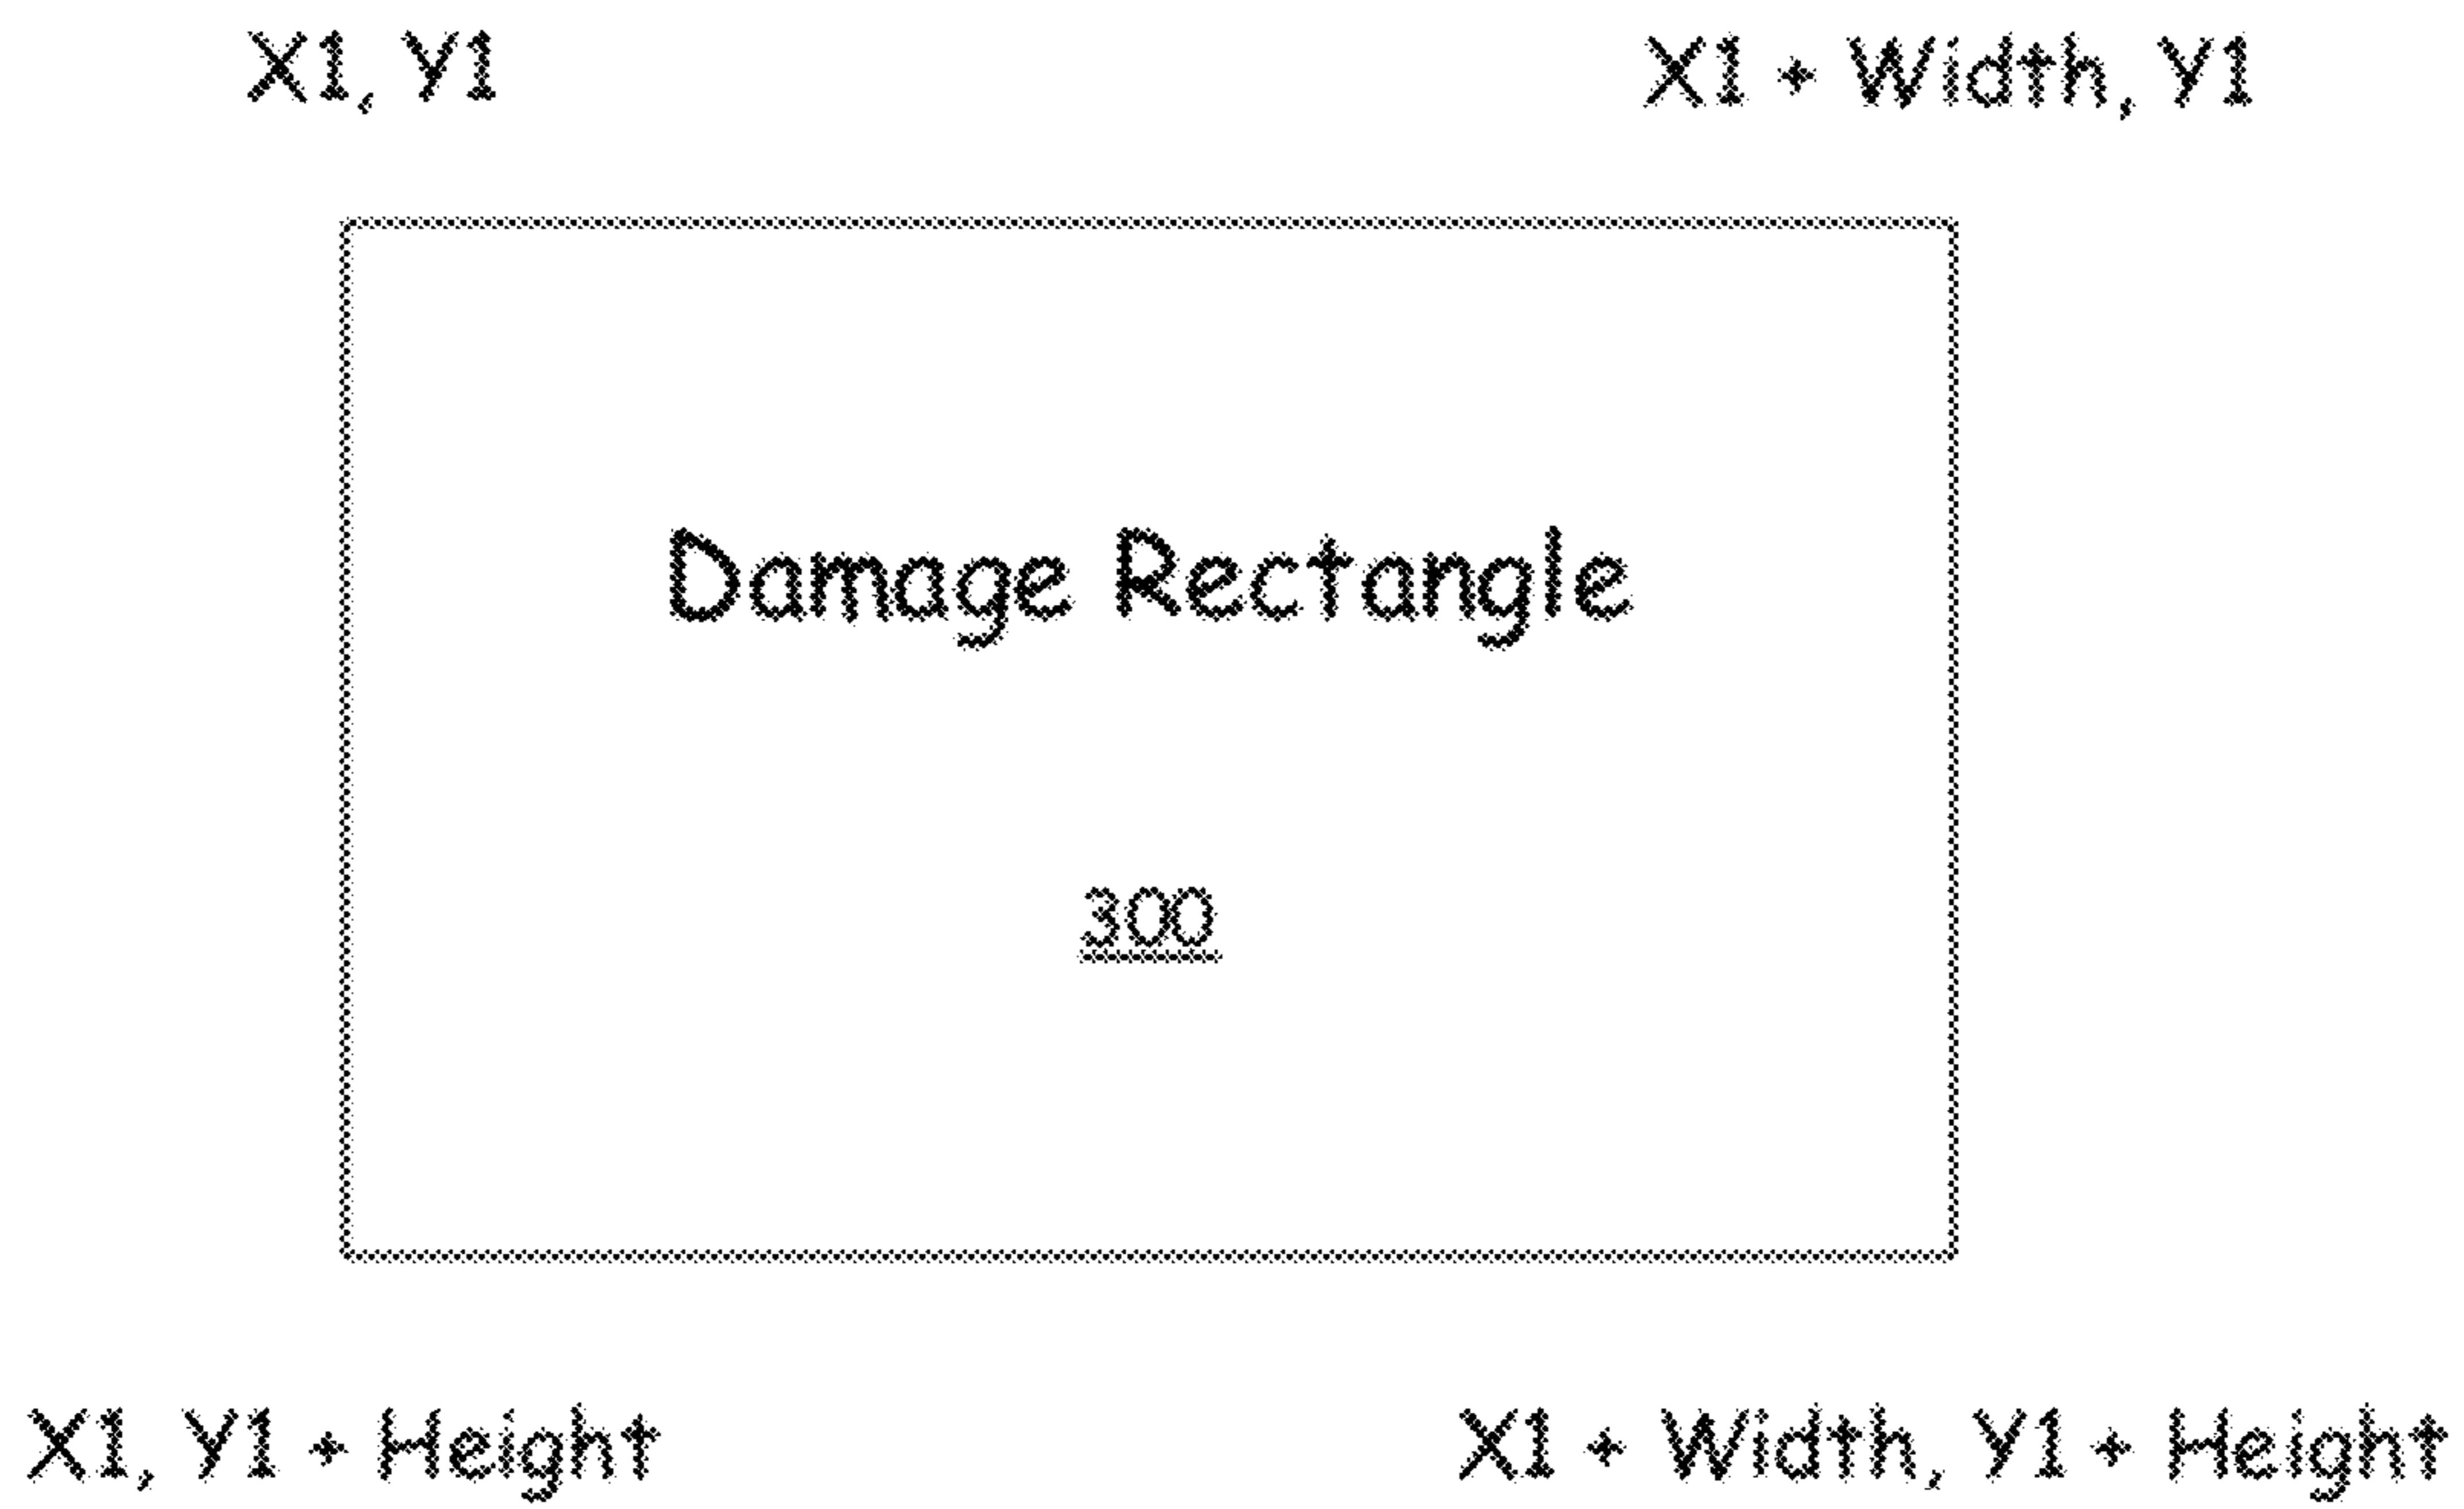 X1, Y1
X1 + Width, Y1
Damage Rectangle
300
X1, Y1 + Height
X1 + Width, Y1 + Height